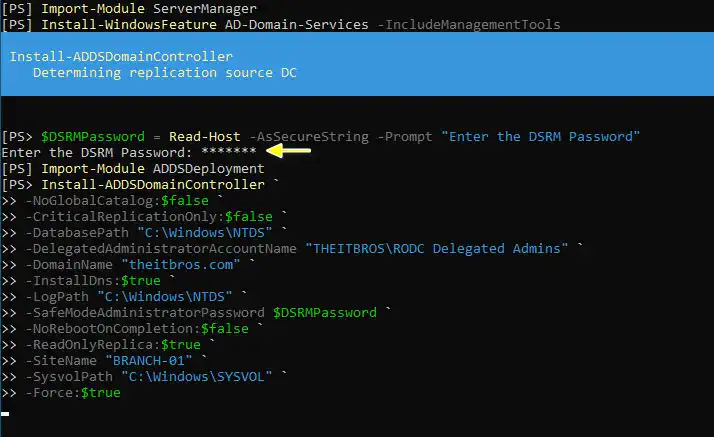 [PS] Import-Module ServerManager
[PS] Install-WindowsFeature AD-Domain-Services -IncludeManagementTools
Install-ADDSDomainController
Determining replication source DC
[PS> $DSRMPassword = Read-Host -AsSecureString -Prompt "Enter the DSRM Password"
Enter the DSRM Password: *******
[PS] Import-Module ADDSDeployment
[PS> Install-ADDSDomainController `
>> -NoGlobalCatalog:$false `
>> -CriticalReplicationOnly:$false `
>> -DatabasePath "C:\Windows\NTDS" `
>> -DelegatedAdministratorAccountName "THEITBROS\RODC Delegated Admins" `
>> -DomainName "theitbros.com" `
>> -InstallDns:$true `
>> -LogPath "C:\Windows\NTDS" `
>> -SafeModeAdministratorPassword $DSRMPassword `
>> -NoRebootOnCompletion:$false `
>> -ReadOnlyReplica:$true `
>> -SiteName "BRANCH-01" `
>> -SysvolPath "C:\Windows\SYSVOL" `
>> -Force:$true